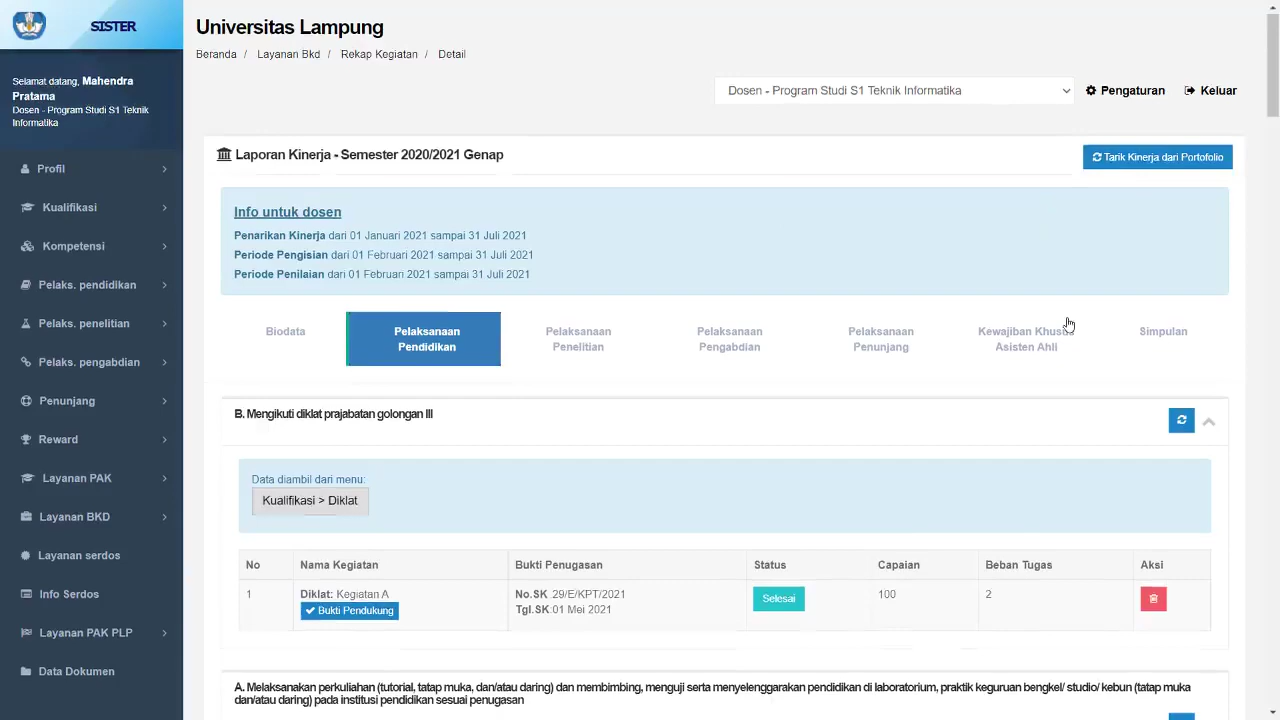 SISTER
Universitas Lampung
Beranda / Layanan Bkd / Rekap Kegiatan / Detail
Selamat datang, Mahendra
Pratama
Dosen - Program Studi S1 Teknik
Informatika
Dosen - Program Studi S1 Teknik Informatika
Pengaturan
Keluar
Profil
Kualifikasi
Kompetensi
Pelaks. pendidikan
Pelaks. penelitian
Pelaks. pengabdian
Penunjang
Reward
Layanan PAK
Layanan BKD
Layanan serdos
Info Serdos
Layanan PAK PLP
Data Dokumen
Laporan Kinerja - Semester 2020/2021 Genap
Tarik Kinerja dari Portofolio
Info untuk dosen
Penarikan Kinerja dari 01 Januari 2021 sampai 31 Juli 2021
Periode Pengisian dari 01 Februari 2021 sampai 31 Juli 2021
Periode Penilaian dari 01 Februari 2021 sampai 31 Juli 2021
Biodata
Pelaksanaan
Pendidikan
Pelaksanaan
Penelitian
Pelaksanaan
Pengabdian
Pelaksanaan
Penunjang
Kewajiban Khusus
Asisten Ahli
Simpulan
B. Mengikuti diklat prajabatan golongan III
Data diambil dari menu:
Kualifikasi > Diklat
No Nama Kegiatan Bukti Penugasan Status Capaian Beban Tugas Aksi
1 Diklat: Kegiatan A No.SK :29/E/KPT/2021 Selesai 100 2
Bukti Pendukung Tgl.SK:01 Mei 2021
A. Melaksanakan perkuliahan (tutorial, tatap muka, dan/atau daring) dan membimbing, menguji serta menyelenggarakan pendidikan di laboratorium, praktik keguruan bengkel/ studio/ kebun (tatap muka
dan/atau daring) pada institusi pendidikan sesuai penugasan